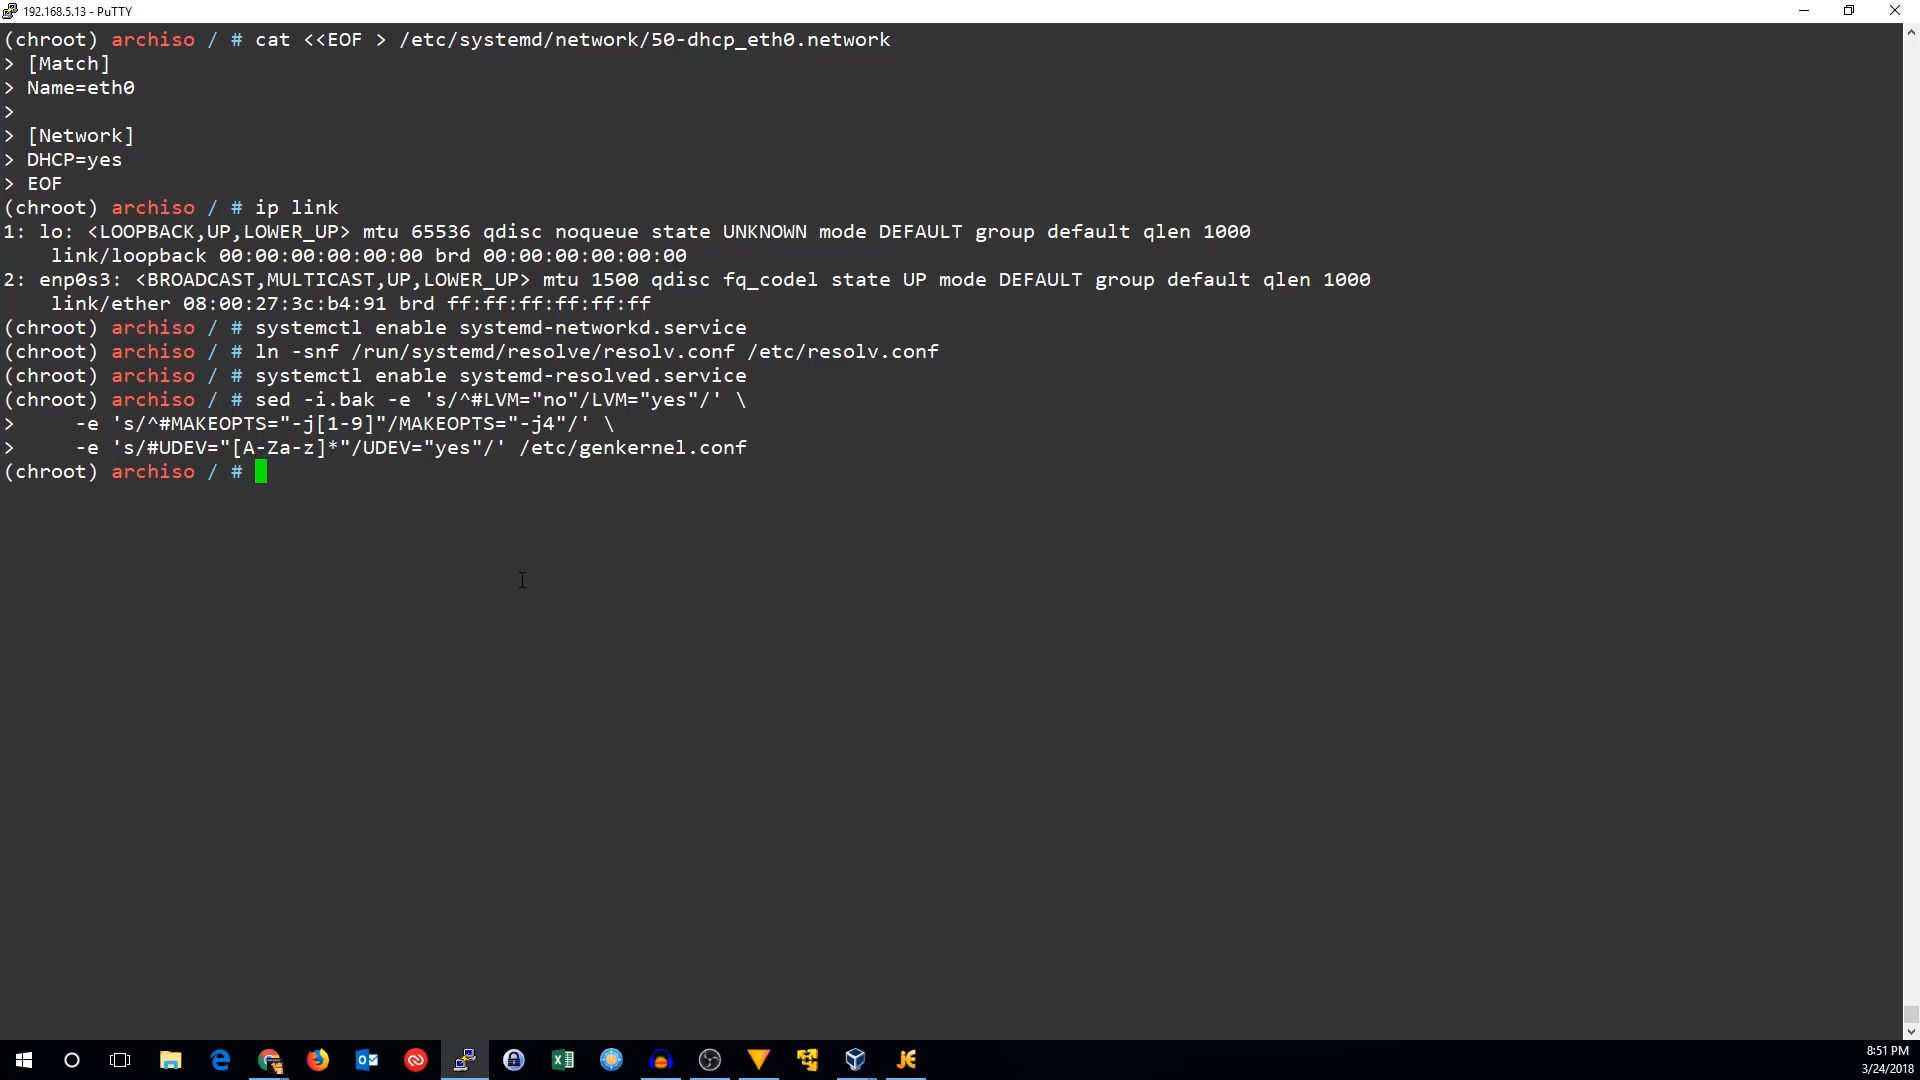 192.168.5.13 - PuTTY
(chroot) archiso / # cat <<EOF > /etc/systemd/network/50-dhcp_eth0.network
> [Match]
> Name=eth0
>
> [Network]
> DHCP=yes
> EOF
(chroot) archiso / # ip link
1: lo: <LOOPBACK,UP,LOWER_UP> mtu 65536 qdisc noqueue state UNKNOWN mode DEFAULT group default qlen 1000
    link/loopback 00:00:00:00:00:00 brd 00:00:00:00:00:00
2: enp0s3: <BROADCAST,MULTICAST,UP,LOWER_UP> mtu 1500 qdisc fq_codel state UP mode DEFAULT group default qlen 1000
    link/ether 08:00:27:3c:b4:91 brd ff:ff:ff:ff:ff:ff
(chroot) archiso / # systemctl enable systemd-networkd.service
(chroot) archiso / # ln -snf /run/systemd/resolve/resolv.conf /etc/resolv.conf
(chroot) archiso / # systemctl enable systemd-resolved.service
(chroot) archiso / # sed -i.bak -e 's/^#LVM="no"/LVM="yes"/' \
>     -e 's/^#MAKEOPTS="-j[1-9]"/MAKEOPTS="-j4"/' \
>     -e 's/#UDEV="[A-Za-z]*"/UDEV="yes"/' /etc/genkernel.conf
(chroot) archiso / #
8:51 PM
3/24/2018